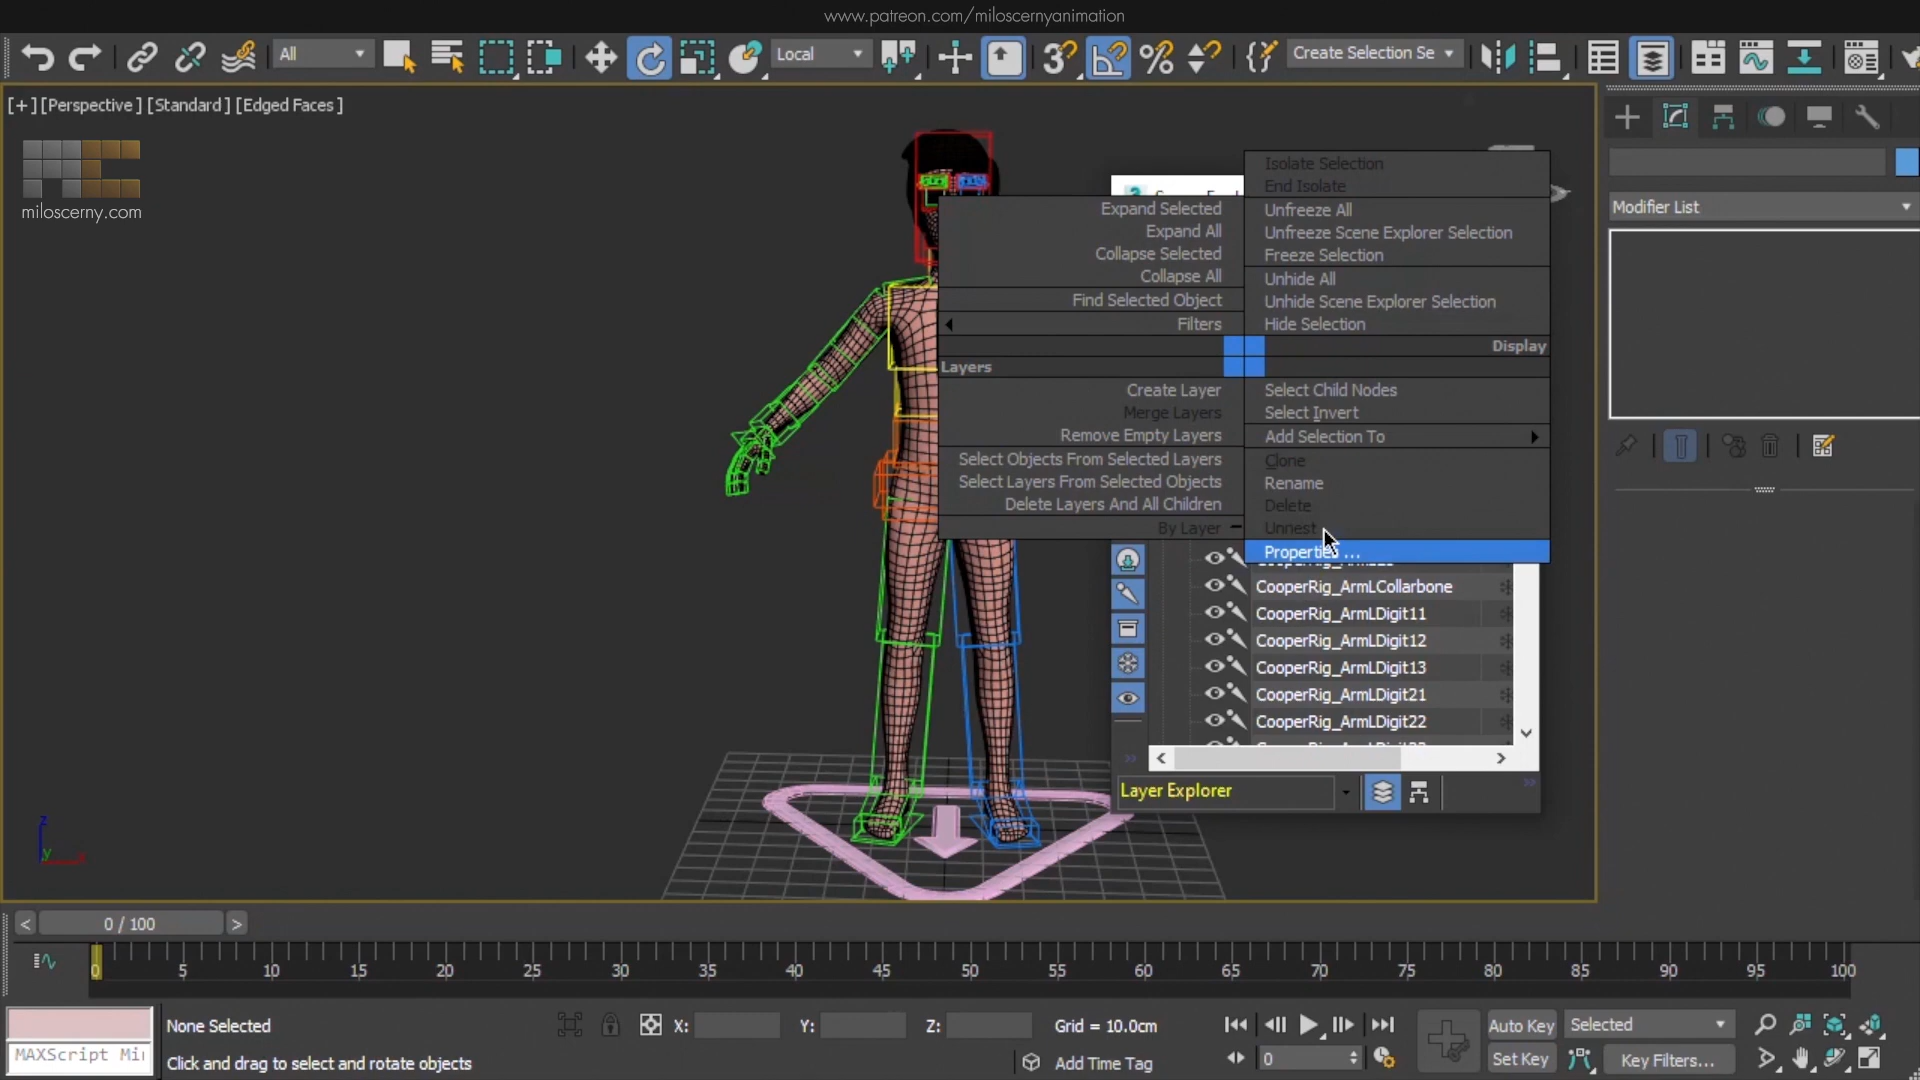 www.patreon.com/miloscernyanimation
All
Local
Create Selection Se
[+] [Perspective ] [Standard ] [Edged Faces ]
miloscerny.com
Modifier List
Expand Selected
Expand All
Collapse Selected
Collapse All
Find Selected Object
Filters
Layers
Create Layer
Merge Layers
Remove Empty Layers
Select Objects From Selected Layers
Select Layers From Selected Objects
Delete Layers And All Children
By Layer
Isolate Selection
End Isolate
Unfreeze All
Unfreeze Scene Explorer Selection
Freeze Selection
Unhide All
Unhide Scene Explorer Selection
Hide Selection
Display
Select Child Nodes
Select Invert
Add Selection To
Clone
Rename
Delete
Unnest
...
CooperRig_ArmLCollarbone
CooperRig_ArmLDigit11
CooperRig_ArmLDigit12
CooperRig_ArmLDigit13
CooperRig_ArmLDigit21
CooperRig_ArmLDigit22
Layer Explorer
z
y
< 0 / 100 >
0 5 10 15 20 25 30 35 40 45 50 55 60 65 70 75 80 85 90 95 100
None Selected
X: Y: Z: Grid = 10.0cm
Auto Key Selected
MAXScript Mi
Click and drag to select and rotate objects
Add Time Tag
0
Set Key
Key Filters...